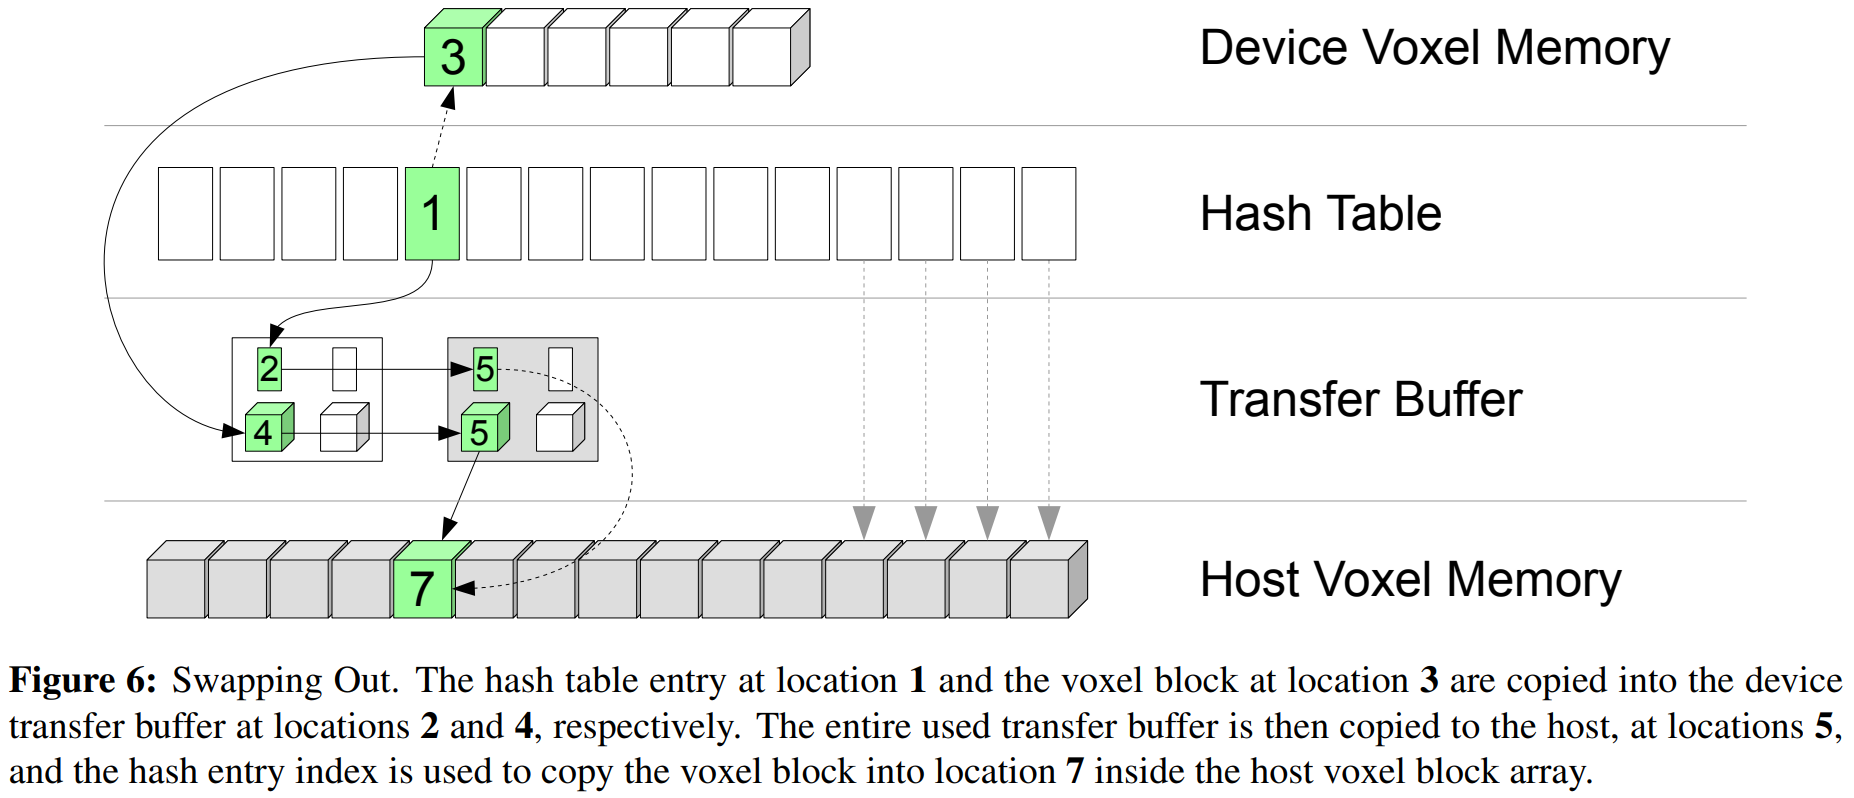 3
Device Voxel Memory
1
Hash Table
2
5
4
5
Transfer Buffer
7
Host Voxel Memory
Figure 6: Swapping Out. The hash table entry at location 1 and the voxel block at location 3 are copied into the device
transfer buffer at locations 2 and 4, respectively. The entire used transfer buffer is then copied to the host, at locations 5,
and the hash entry index is used to copy the voxel block into location 7 inside the host voxel block array.